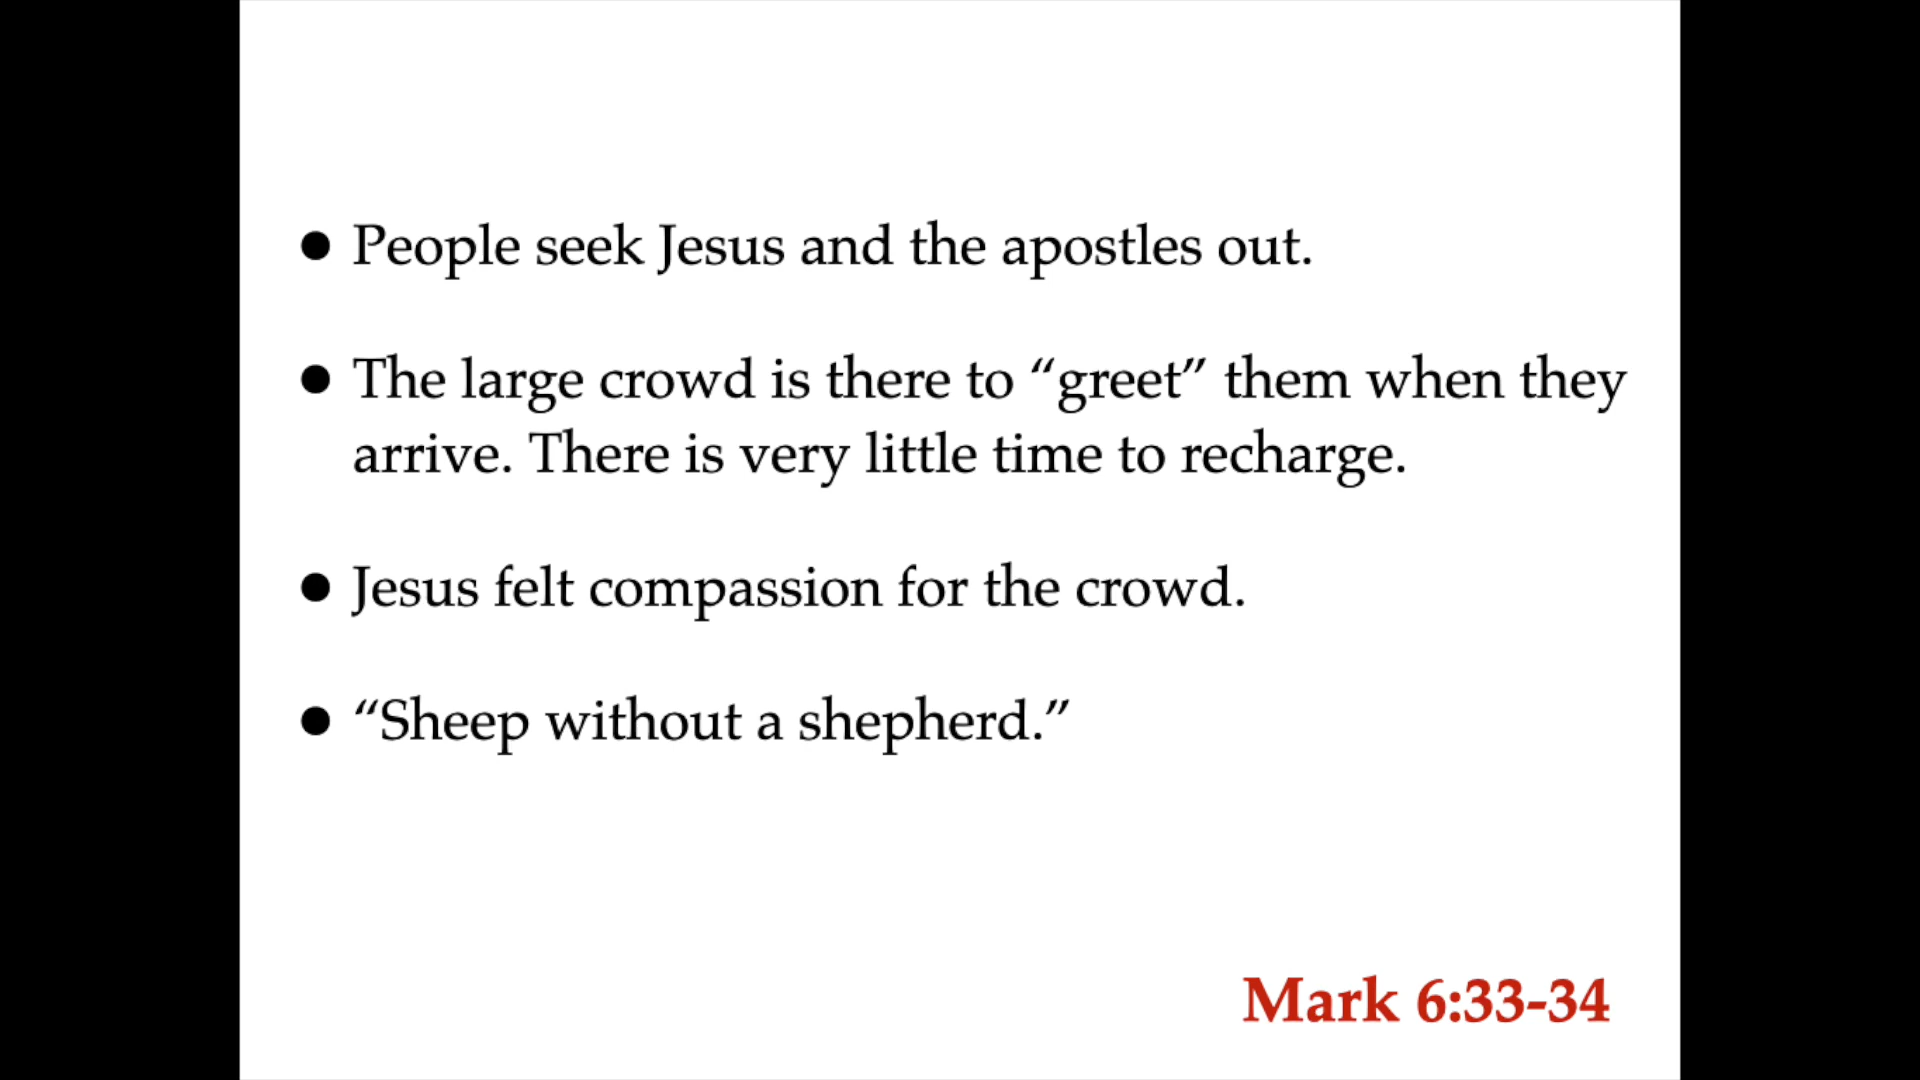 ● People seek Jesus and the apostles out.
● The large crowd is there to “greet” them when they
arrive. There is very little time to recharge.
● Jesus felt compassion for the crowd.
● “Sheep without a shepherd.”
Mark 6:33-34